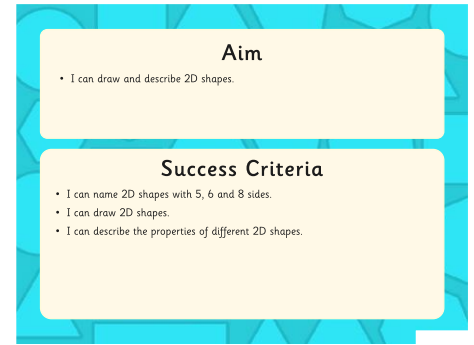 Aim
• I can draw and describe 2D shapes.
Success Criteria
• I can name 2D shapes with 5, 6 and 8 sides.
• I can draw 2D shapes.
• I can describe the properties of different 2D shapes.